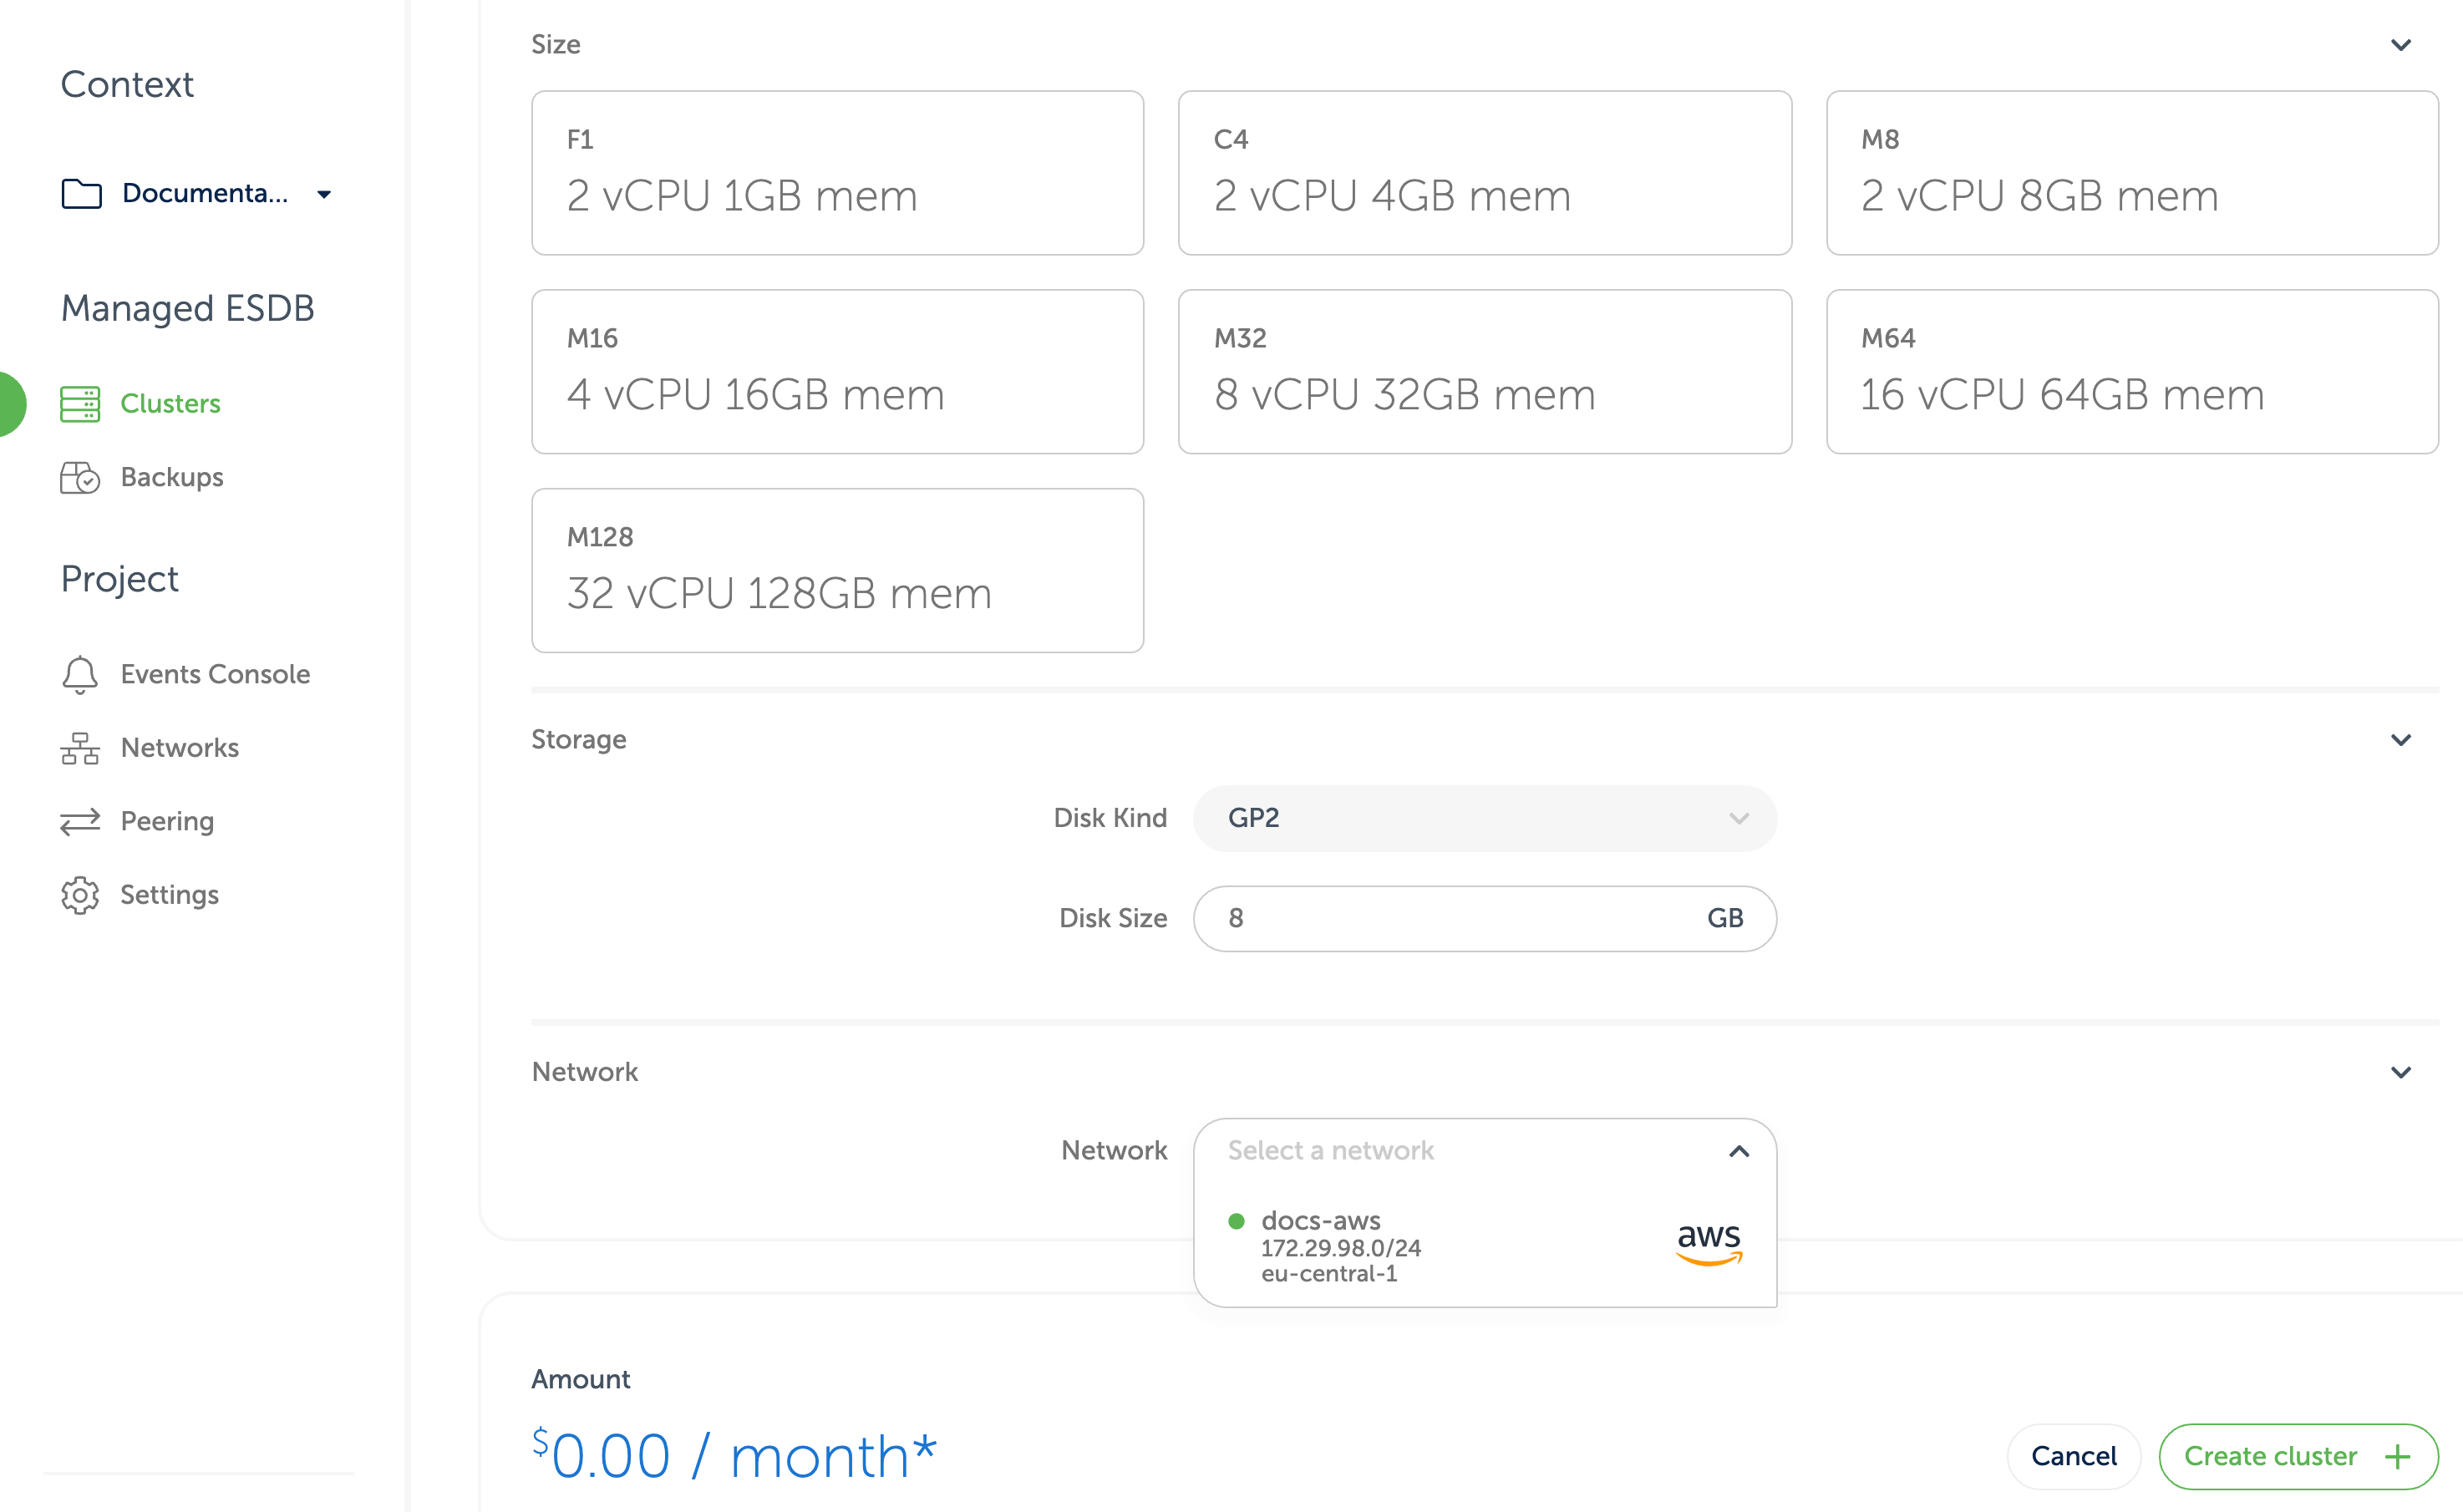 Context
Documenta...
Managed ESDB
Clusters
Backups
Project
Events Console
Networks
Peering
Settings
Size
F1
2 vCPU 1GB mem
C4
2 vCPU 4GB mem
M8
2 vCPU 8GB mem
M16
4 vCPU 16GB mem
M32
8 vCPU 32GB mem
M64
16 vCPU 64GB mem
M128
32 vCPU 128GB mem
Storage
Disk Kind GP2
Disk Size 8 GB
Network
Network Select a network
docs-aws
172.29.98.0/24
eu-central-1
aws
Amount
$0.00 / month*
Cancel
Create cluster +